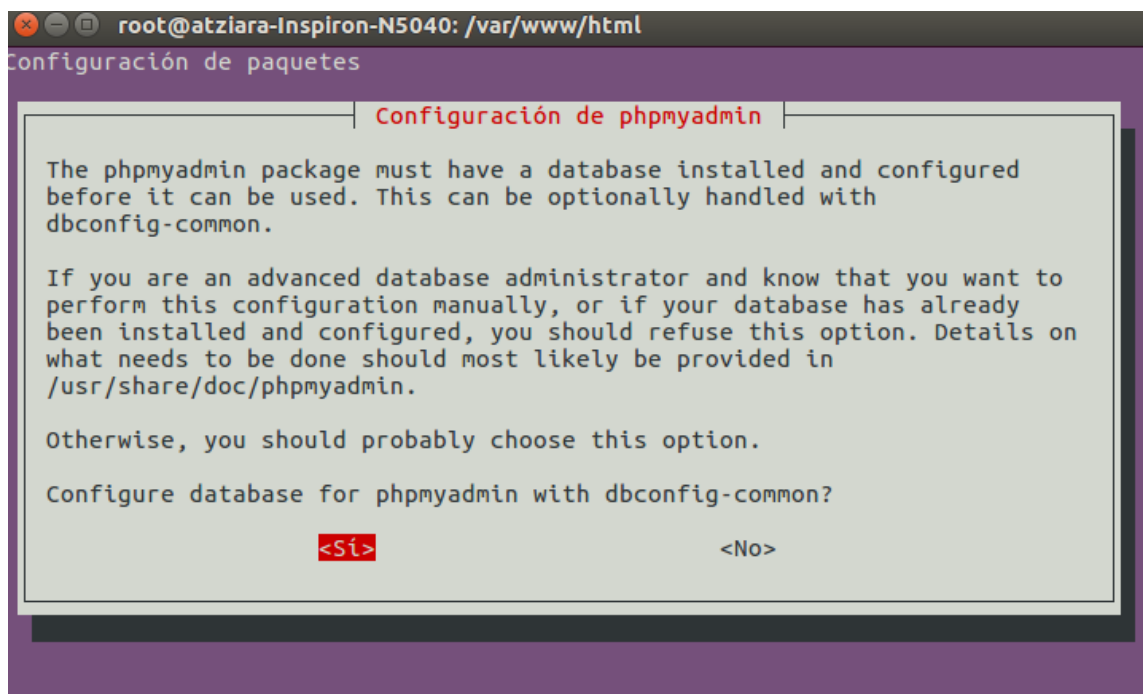 root@atziara-Inspiron-N5040: /var/www/html
Configuración de paquetes
Configuración de phpmyadmin
The phpmyadmin package must have a database installed and configured
before it can be used. This can be optionally handled with
dbconfig-common.
If you are an advanced database administrator and know that you want to
perform this configuration manually, or if your database has already
been installed and configured, you should refuse this option. Details on
what needs to be done should most likely be provided in
/usr/share/doc/phpmyadmin.
Otherwise, you should probably choose this option.
Configure database for phpmyadmin with dbconfig-common?
<Sí> <No>